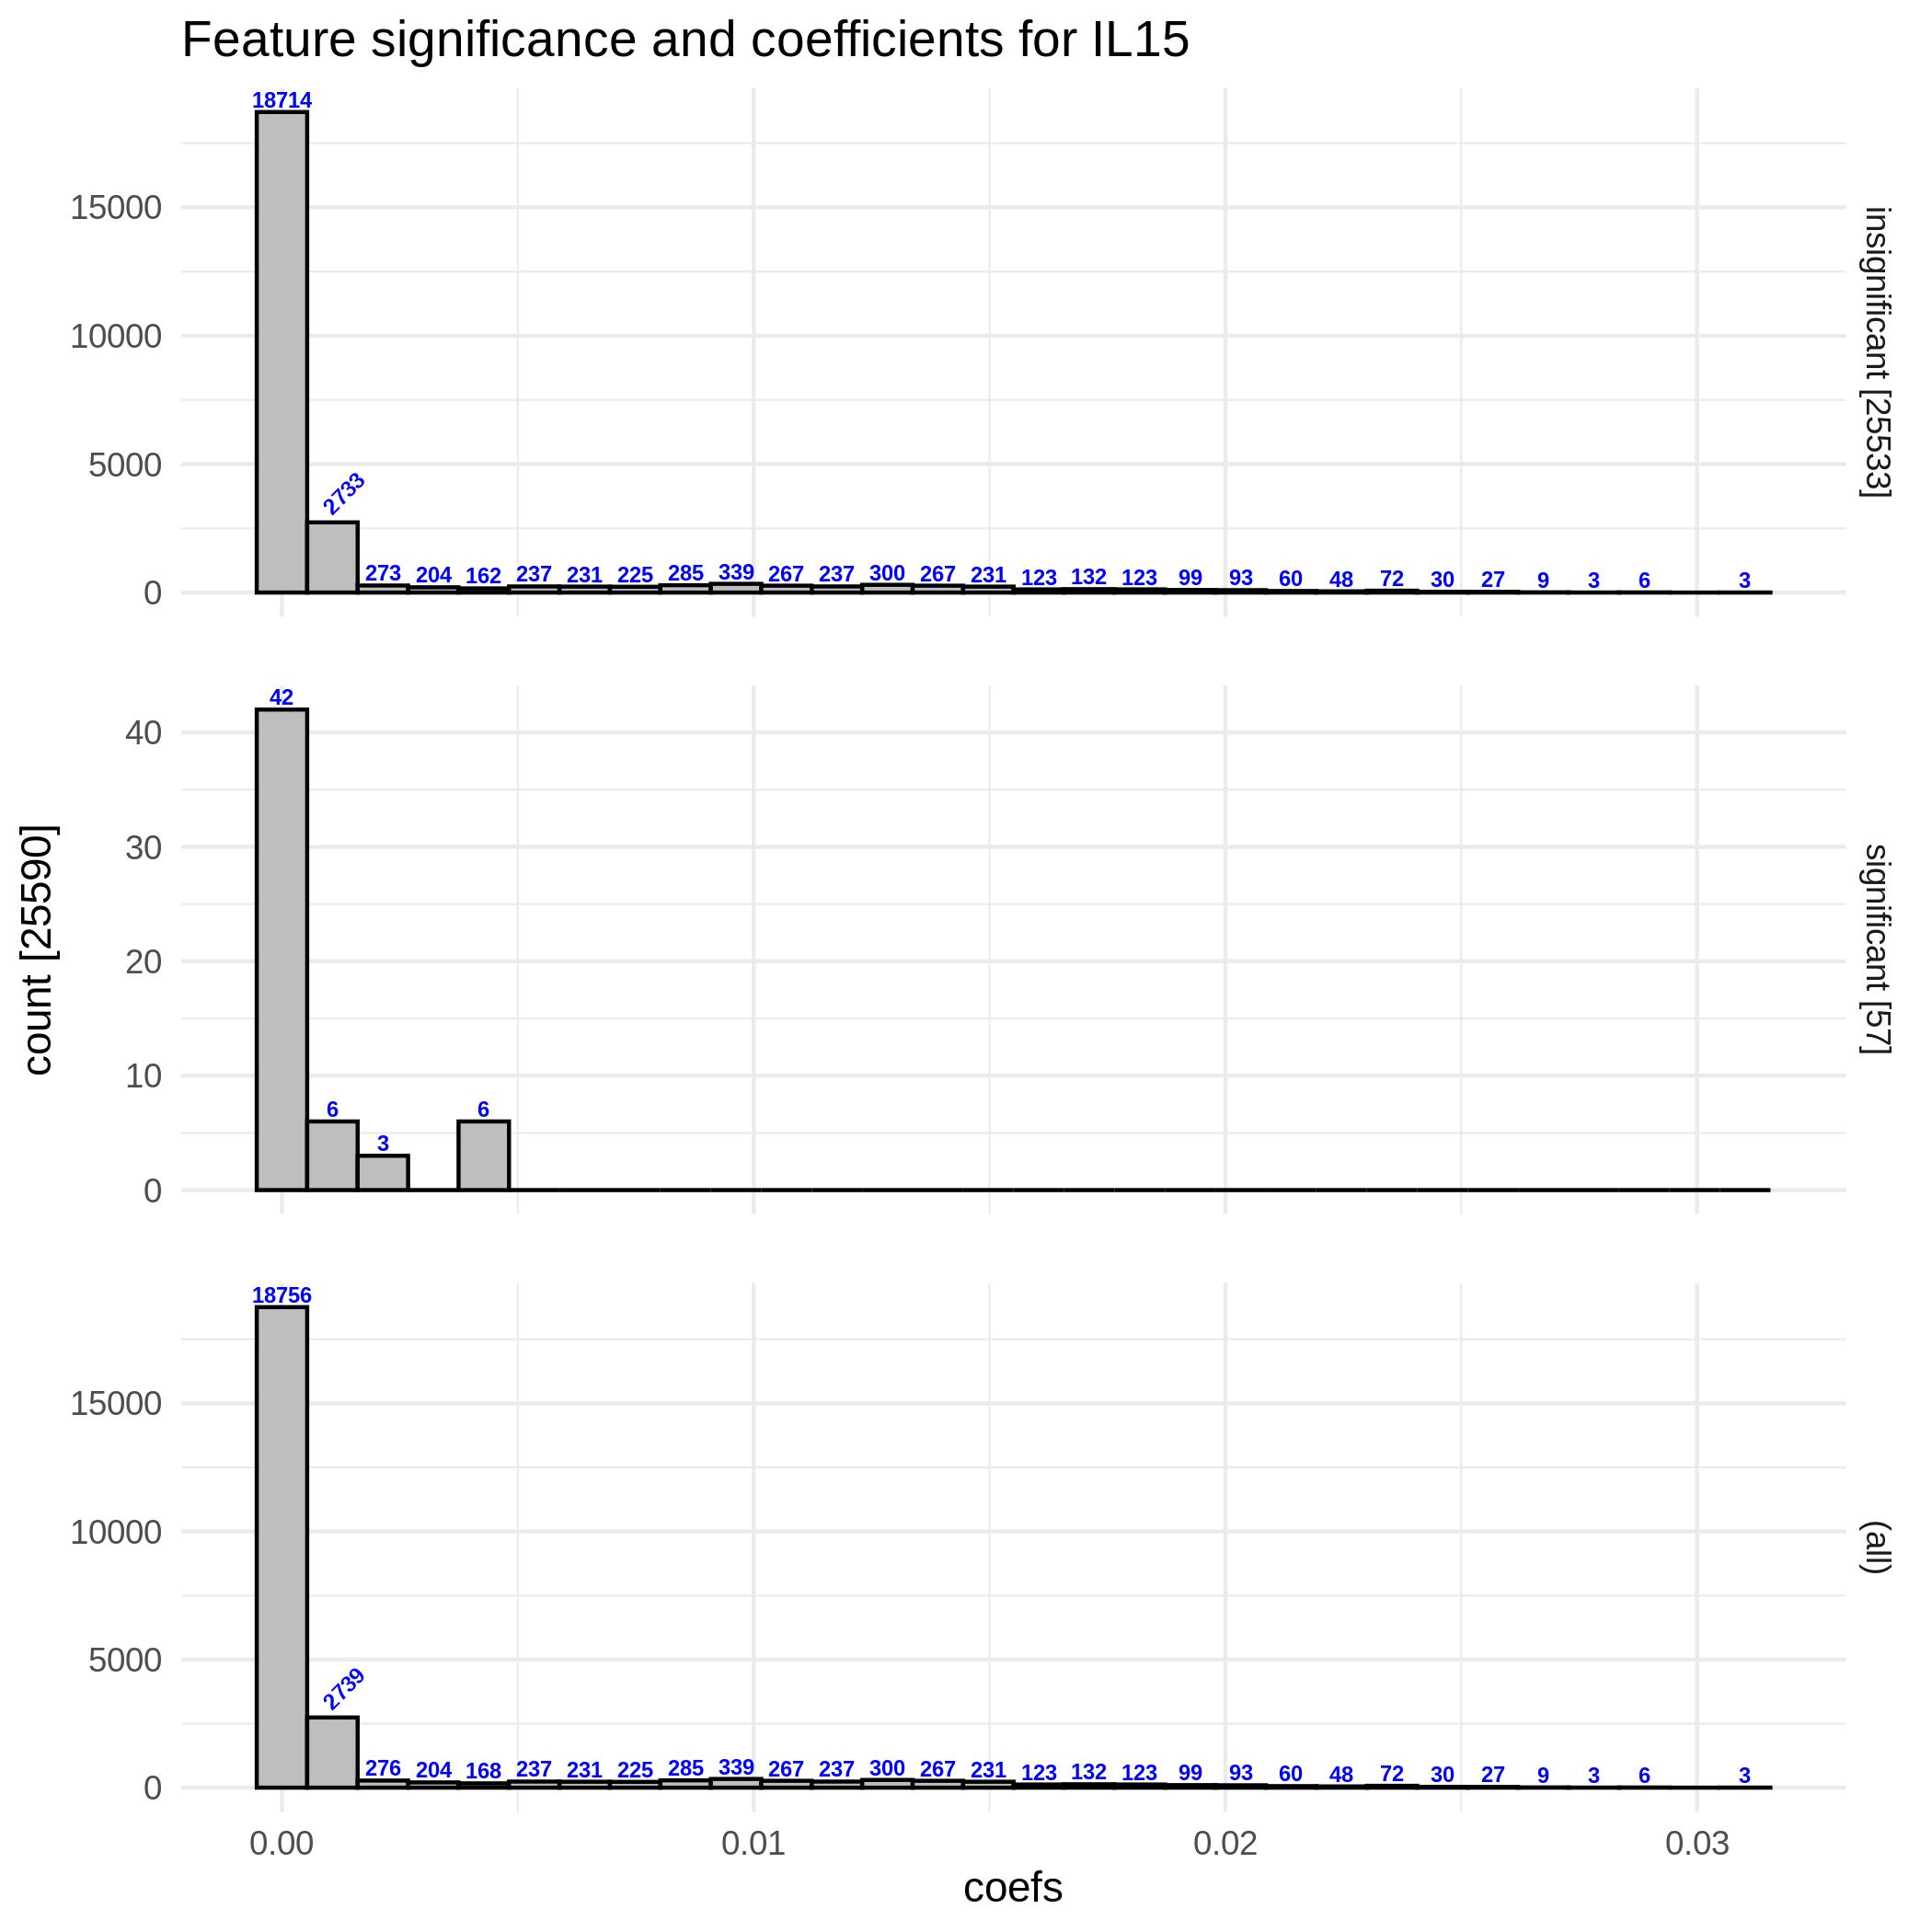 Feature significance and coefficients for IL15
18714
15000
10000
5000
0
2733
273 204 162 237 231 225 285 339 267 237 300 267 231 123 132 123 99 93 60 48 72 30 27 9 3 6 3
insignificant [25533]
count [25590]
42
40
30
20
10
0
6
3
6
significant [57]
18756
15000
10000
5000
0
2739
276 204 168 237 231 225 285 339 267 237 300 267 231 123 132 123 99 93 60 48 72 30 27 9 3 6 3
(all)
0.00 0.01 0.02 0.03
coefs